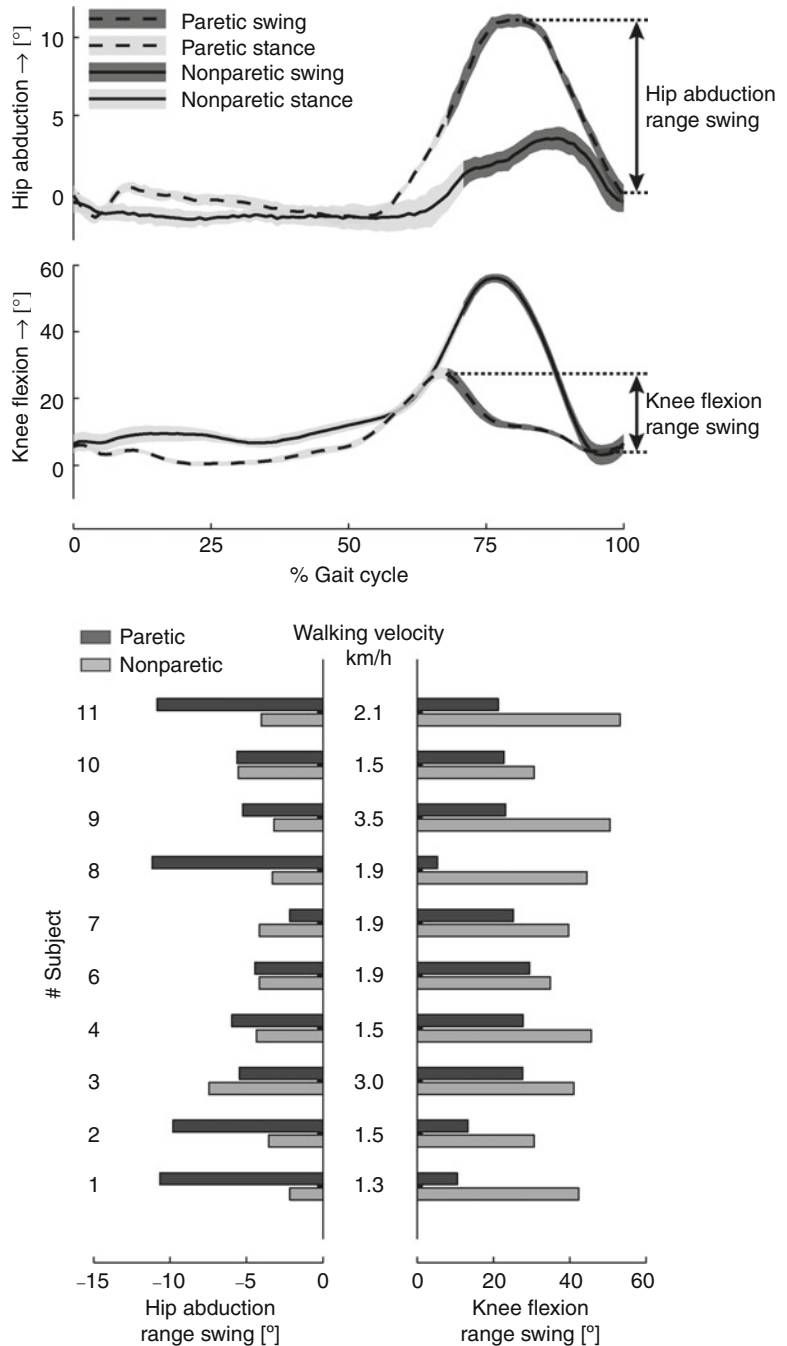 Paretic swing
Paretic stance
Nonparetic swing
Nonparetic stance
Hip abduction → [°]
10
5
0
Hip abduction
range swing
Knee flexion → [°]
60
40
20
0
Knee flexion
range swing
0 25 50 75 100
% Gait cycle
Paretic
Nonparetic
Walking velocity
km/h
# Subject
11 2.1
10 1.5
9 3.5
8 1.9
7 1.9
6 1.9
4 1.5
3 3.0
2 1.5
1 1.3
−15 −10 −5 0
0 20 40 60
Hip abduction
range swing [º]
Knee flexion
range swing [º]